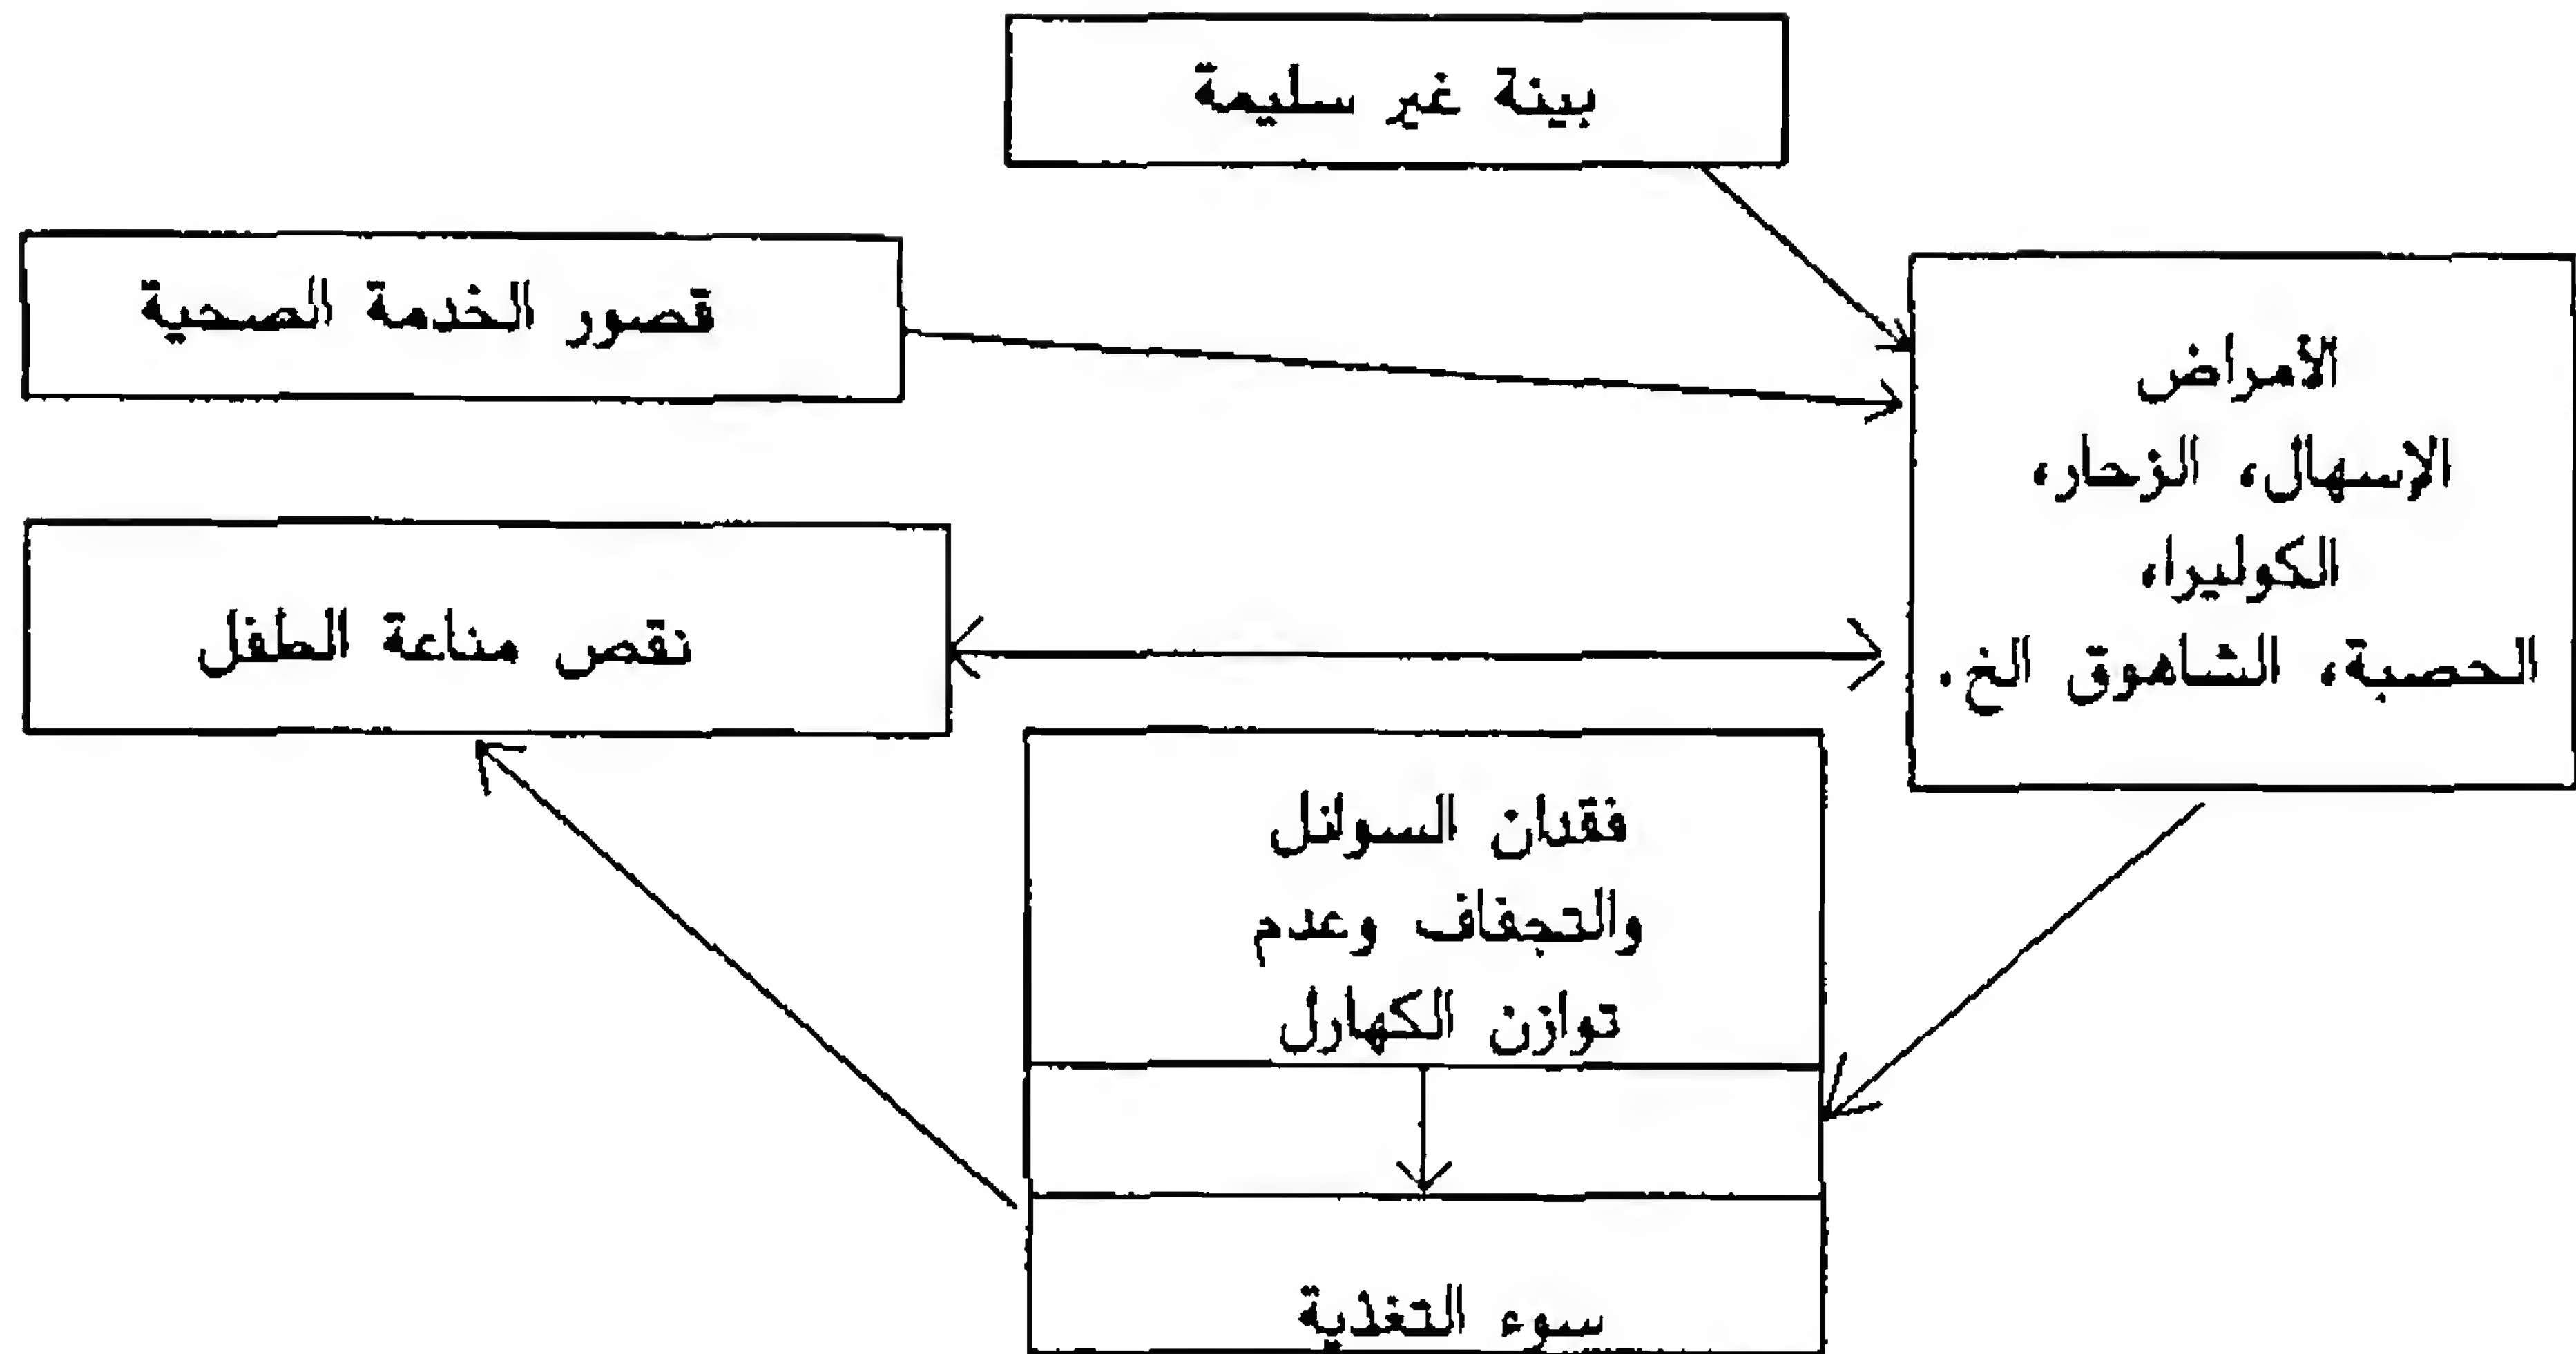 بيئة غير سليمة
قصور الخدمة الصحية
الأمراض
الإسهال، الزحار،
الكوليرا،
الحصبة، الشاهوق الخ.
نقص مناعة الطفل
فقدان السوائل
والتجفاف وعدم
توازن الكهارل
سوء التغذية